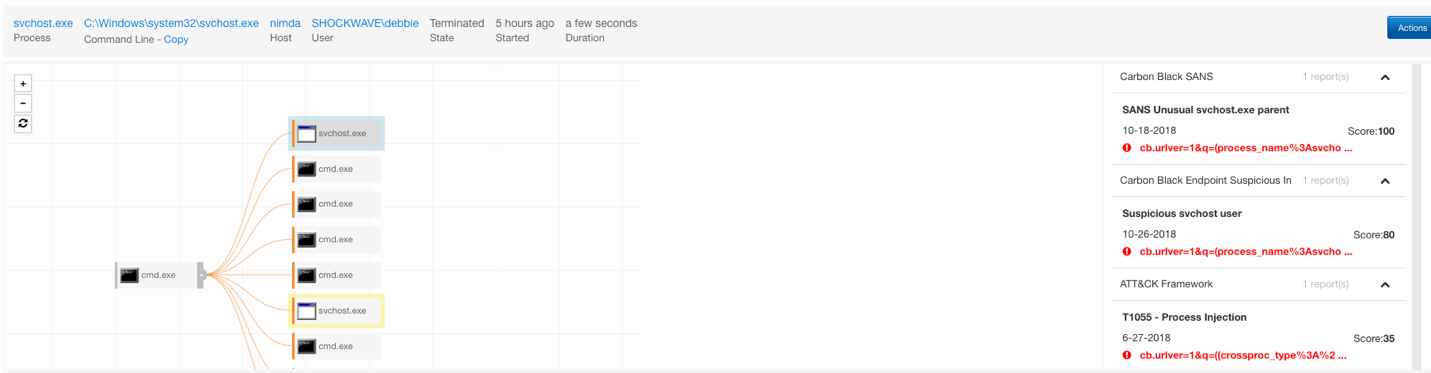 svchost.exe C:\Windows\system32\svchost.exe nimda SHOCKWAVE\debbie Terminated 5 hours ago a few seconds
Process Command Line - Copy Host User State Started Duration
Actions
+
−
svchost.exe
cmd.exe
cmd.exe
cmd.exe
cmd.exe
cmd.exe
svchost.exe
cmd.exe
Carbon Black SANS 1 report(s)
SANS Unusual svchost.exe parent
10-18-2018 Score:100
cb.urlver=1&q=(process_name%3Asvcho ...
Carbon Black Endpoint Suspicious In 1 report(s)
Suspicious svchost user
10-26-2018 Score:80
cb.urlver=1&q=(process_name%3Asvcho ...
ATT&CK Framework 1 report(s)
T1055 - Process Injection
6-27-2018 Score:35
cb.urlver=1&q=((crossproc_type%3A%2 ...